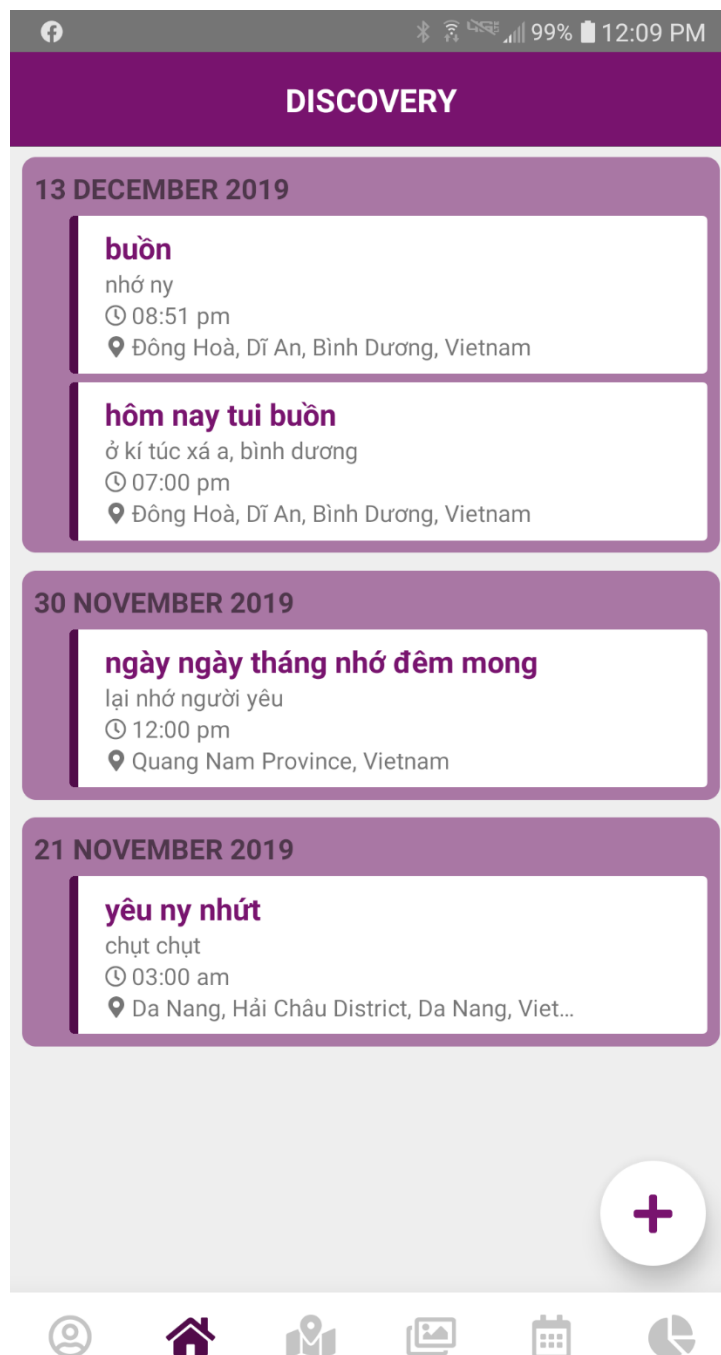 99% 12:09 PM
DISCOVERY
13 DECEMBER 2019
buồn
nhớ ny
08:51 pm
Đông Hoà, Dĩ An, Bình Dương, Vietnam
hôm nay tui buồn
ở kí túc xá a, bình dương
07:00 pm
Đông Hoà, Dĩ An, Bình Dương, Vietnam
30 NOVEMBER 2019
ngày ngày tháng nhớ đêm mong
lại nhớ người yêu
12:00 pm
Quang Nam Province, Vietnam
21 NOVEMBER 2019
yêu ny nhứt
chụt chụt
03:00 am
Da Nang, Hải Châu District, Da Nang, Viet...